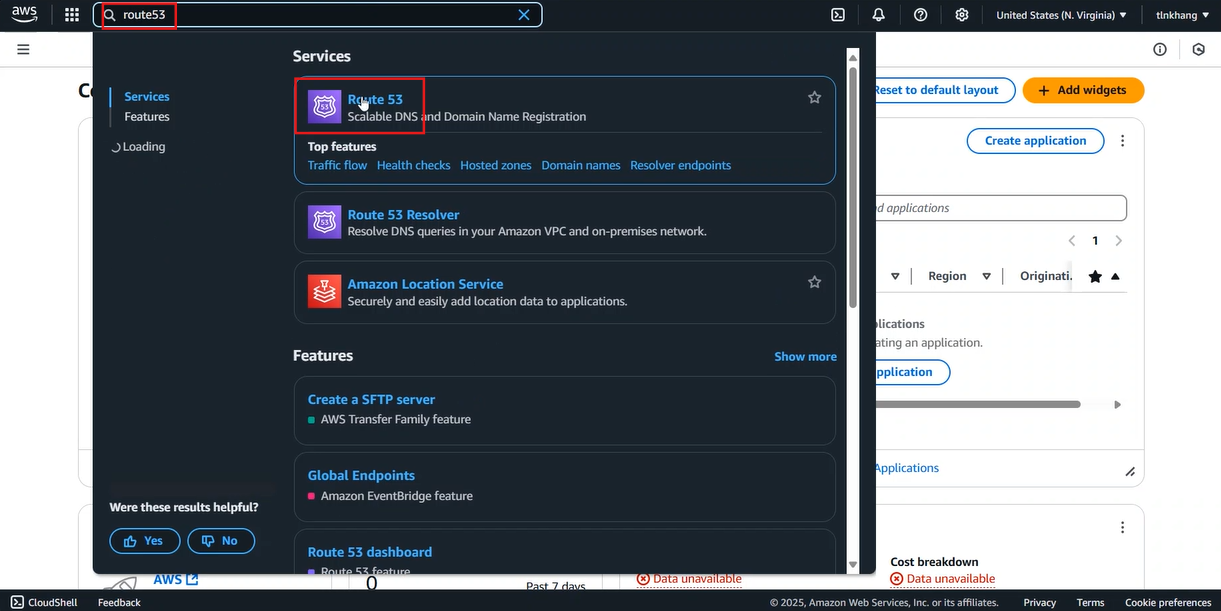 aws
route53
United States (N. Virginia)
tlnkhang
Services
Features
Loading
Services
Route 53
Scalable DNS and Domain Name Registration
Top features
Traffic flow Health checks Hosted zones Domain names Resolver endpoints
Route 53 Resolver
Resolve DNS queries in your Amazon VPC and on-premises network.
Amazon Location Service
Securely and easily add location data to applications.
Features
Show more
Create a SFTP server
AWS Transfer Family feature
Global Endpoints
Amazon EventBridge feature
Route 53 dashboard
Route 53 feature
Were these results helpful?
Yes
No
Reset to default layout
+ Add widgets
Create application
applications
1
Region
Originati.
ating an application.
Applications
AWS
0
Past 7 days
Data unavailable
Cost breakdown
Data unavailable
CloudShell
Feedback
© 2025, Amazon Web Services, Inc. or its affiliates.
Privacy
Terms
Cookie preferences